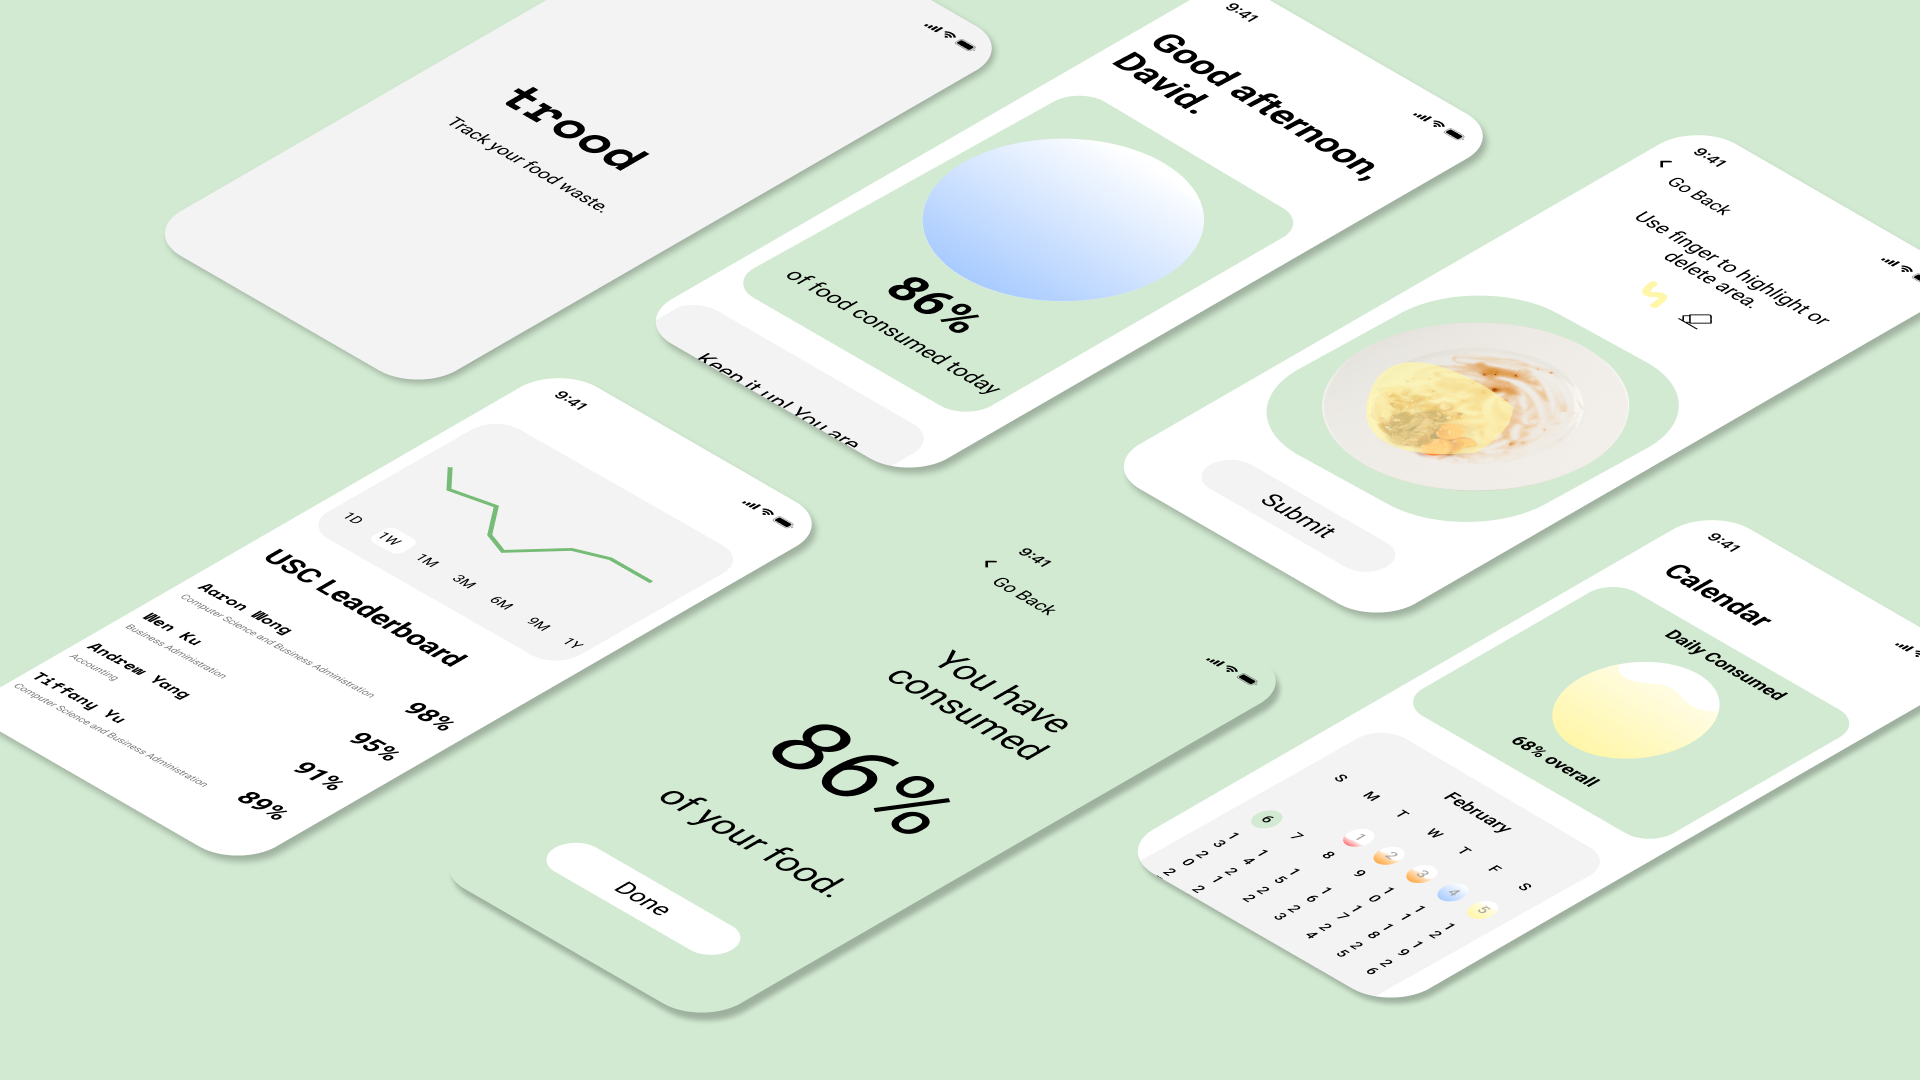 trood
Track your food waste.
9:41
Good afternoon,
David.
86%
of food consumed today
Keep it up! You are
9:41
Go Back
Use finger to highlight or
delete area.
Submit
9:41
1D 1W 1M 3M 6M 9M 1Y
USC Leaderboard
Aaron Wong
Computer Science and Business Administration
98%
Wen Ku
Business Administration
95%
Andrew Yang
Accounting
91%
Tiffany Yu
Computer Science and Business Administration
89%
9:41
Go Back
You have
consumed
86%
of your food.
Done
9:41
Calendar
Daily Consumed
68% overall
February
S M T W T F S
1 2 3 4 5
6 7 8 9 10 11 12
13 14 15 16 17 18 19
20 21 22 23 24 25 26